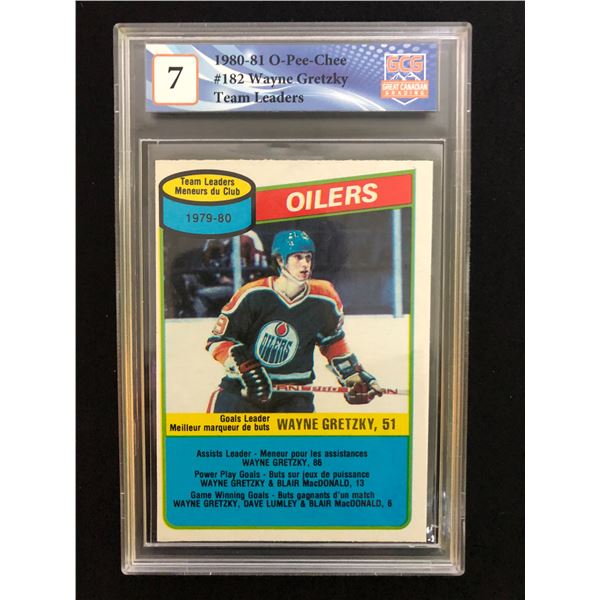 7
1980-81 O-Pee-Chee
#182 Wayne Gretzky
Team Leaders
GCG
GREAT CANADIAN
GRADING
Team Leaders
Meneurs du Club
1979-80
OILERS
OILERS
Goals Leader
Meilleur marqueur de buts
WAYNE GRETZKY, 51
Assists Leader - Meneur pour les assistances
WAYNE GRETZKY, 86
Power Play Goals - Buts sur jeux de puissance
WAYNE GRETZKY & BLAIR MacDONALD, 13
Game Winning Goals - Buts gagnants d'un match
WAYNE GRETZKY, DAVE LUMLEY & BLAIR MacDONALD, 6